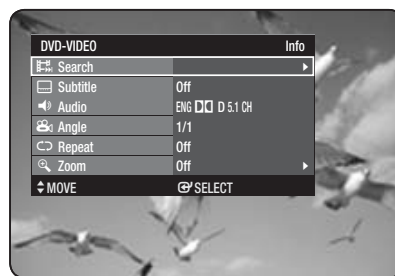 DVD-VIDEO Info
Search
Subtitle Off
Audio ENG D 5.1 CH
Angle 1/1
Repeat Off
Zoom Off
MOVE SELECT